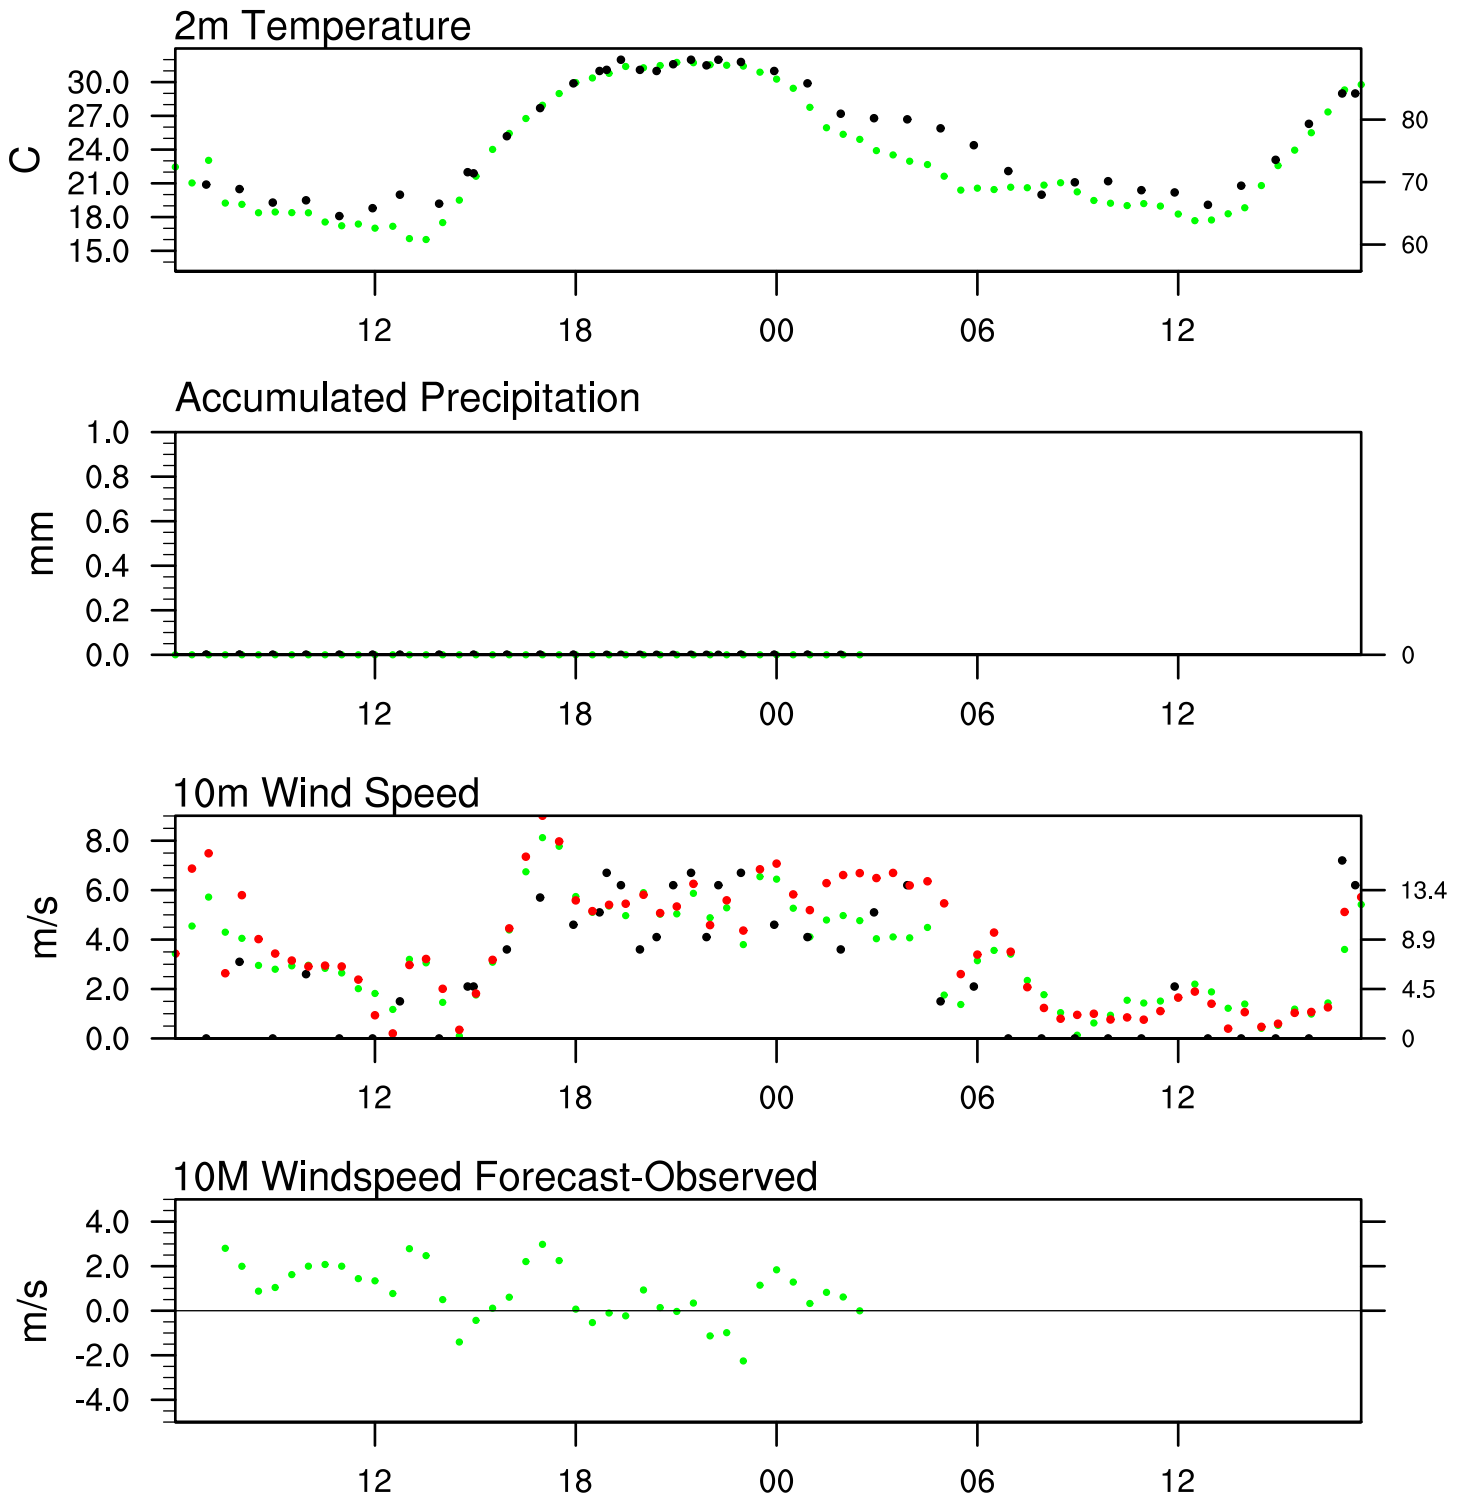 2m Temperature
C
30.0
27.0
24.0
21.0
18.0
15.0
80
70
60
12 18 00 06 12
Accumulated Precipitation
mm
1.0
0.8
0.6
0.4
0.2
0.0
0
12 18 00 06 12
10m Wind Speed
m/s
8.0
6.0
4.0
2.0
0.0
13.4
8.9
4.5
0
12 18 00 06 12
10M Windspeed Forecast-Observed
m/s
4.0
2.0
0.0
-2.0
-4.0
12 18 00 06 12